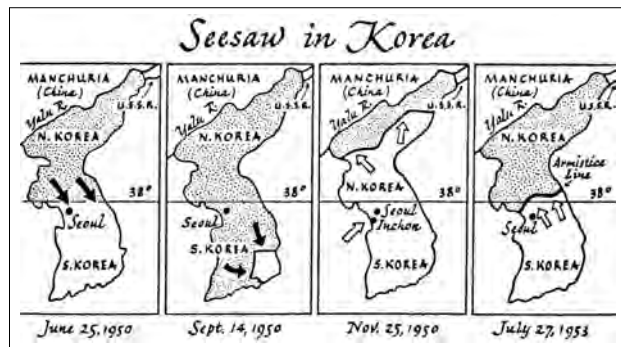 Seesaw in Korea
MANCHURIA
(China)
Yalu R.
U.S.S.R.
N. KOREA
38°
Seoul
S. KOREA
June 25, 1950
MANCHURIA
(China)
Yalu R.
U.S.S.R.
N. KOREA
38°
Seoul
S. KOREA
Sept. 14, 1950
MANCHURIA
(China)
Yalu R.
U.S.S.R.
N. KOREA
38°
Seoul
Inchon
S. KOREA
Nov. 25, 1950
MANCHURIA
(China)
Yalu R.
U.S.S.R.
N. KOREA
Armistice
Line
38°
Seoul
S. KOREA
July 27, 1953